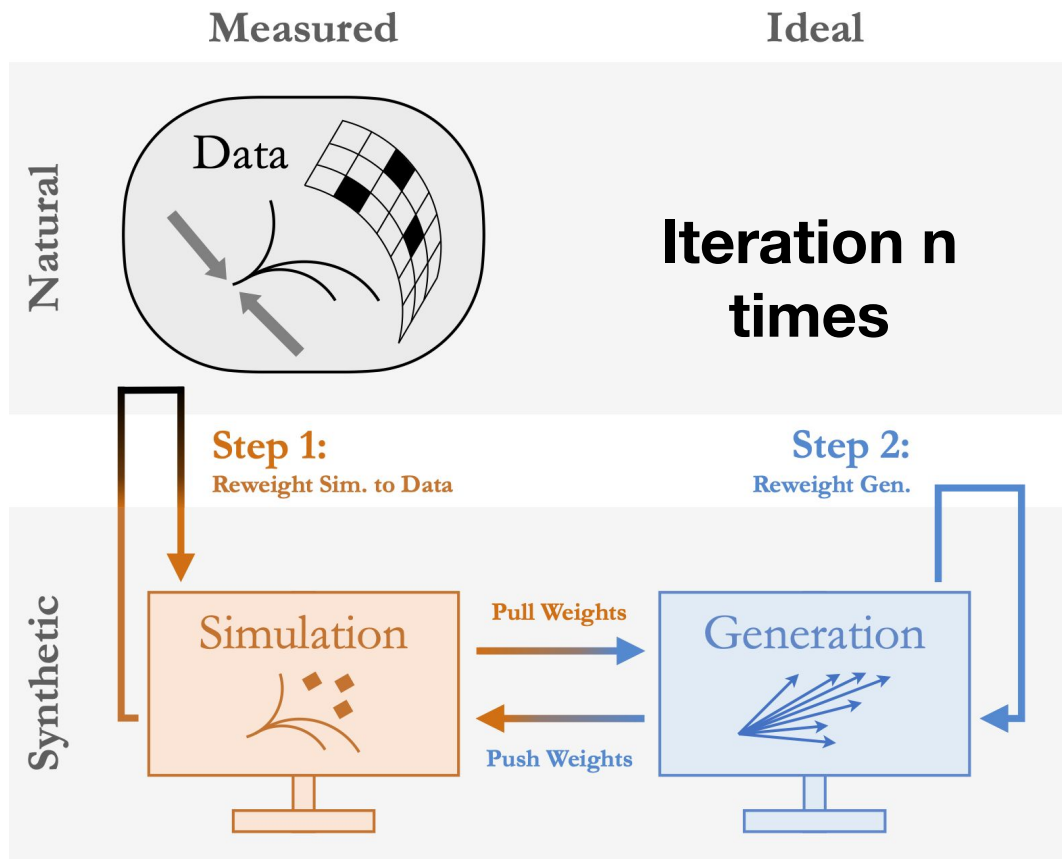 Measured
Ideal
Natural
Data
Iteration n
times
Step 1:
Reweight Sim. to Data
Step 2:
Reweight Gen.
Synthetic
Simulation
Pull Weights
Push Weights
Generation